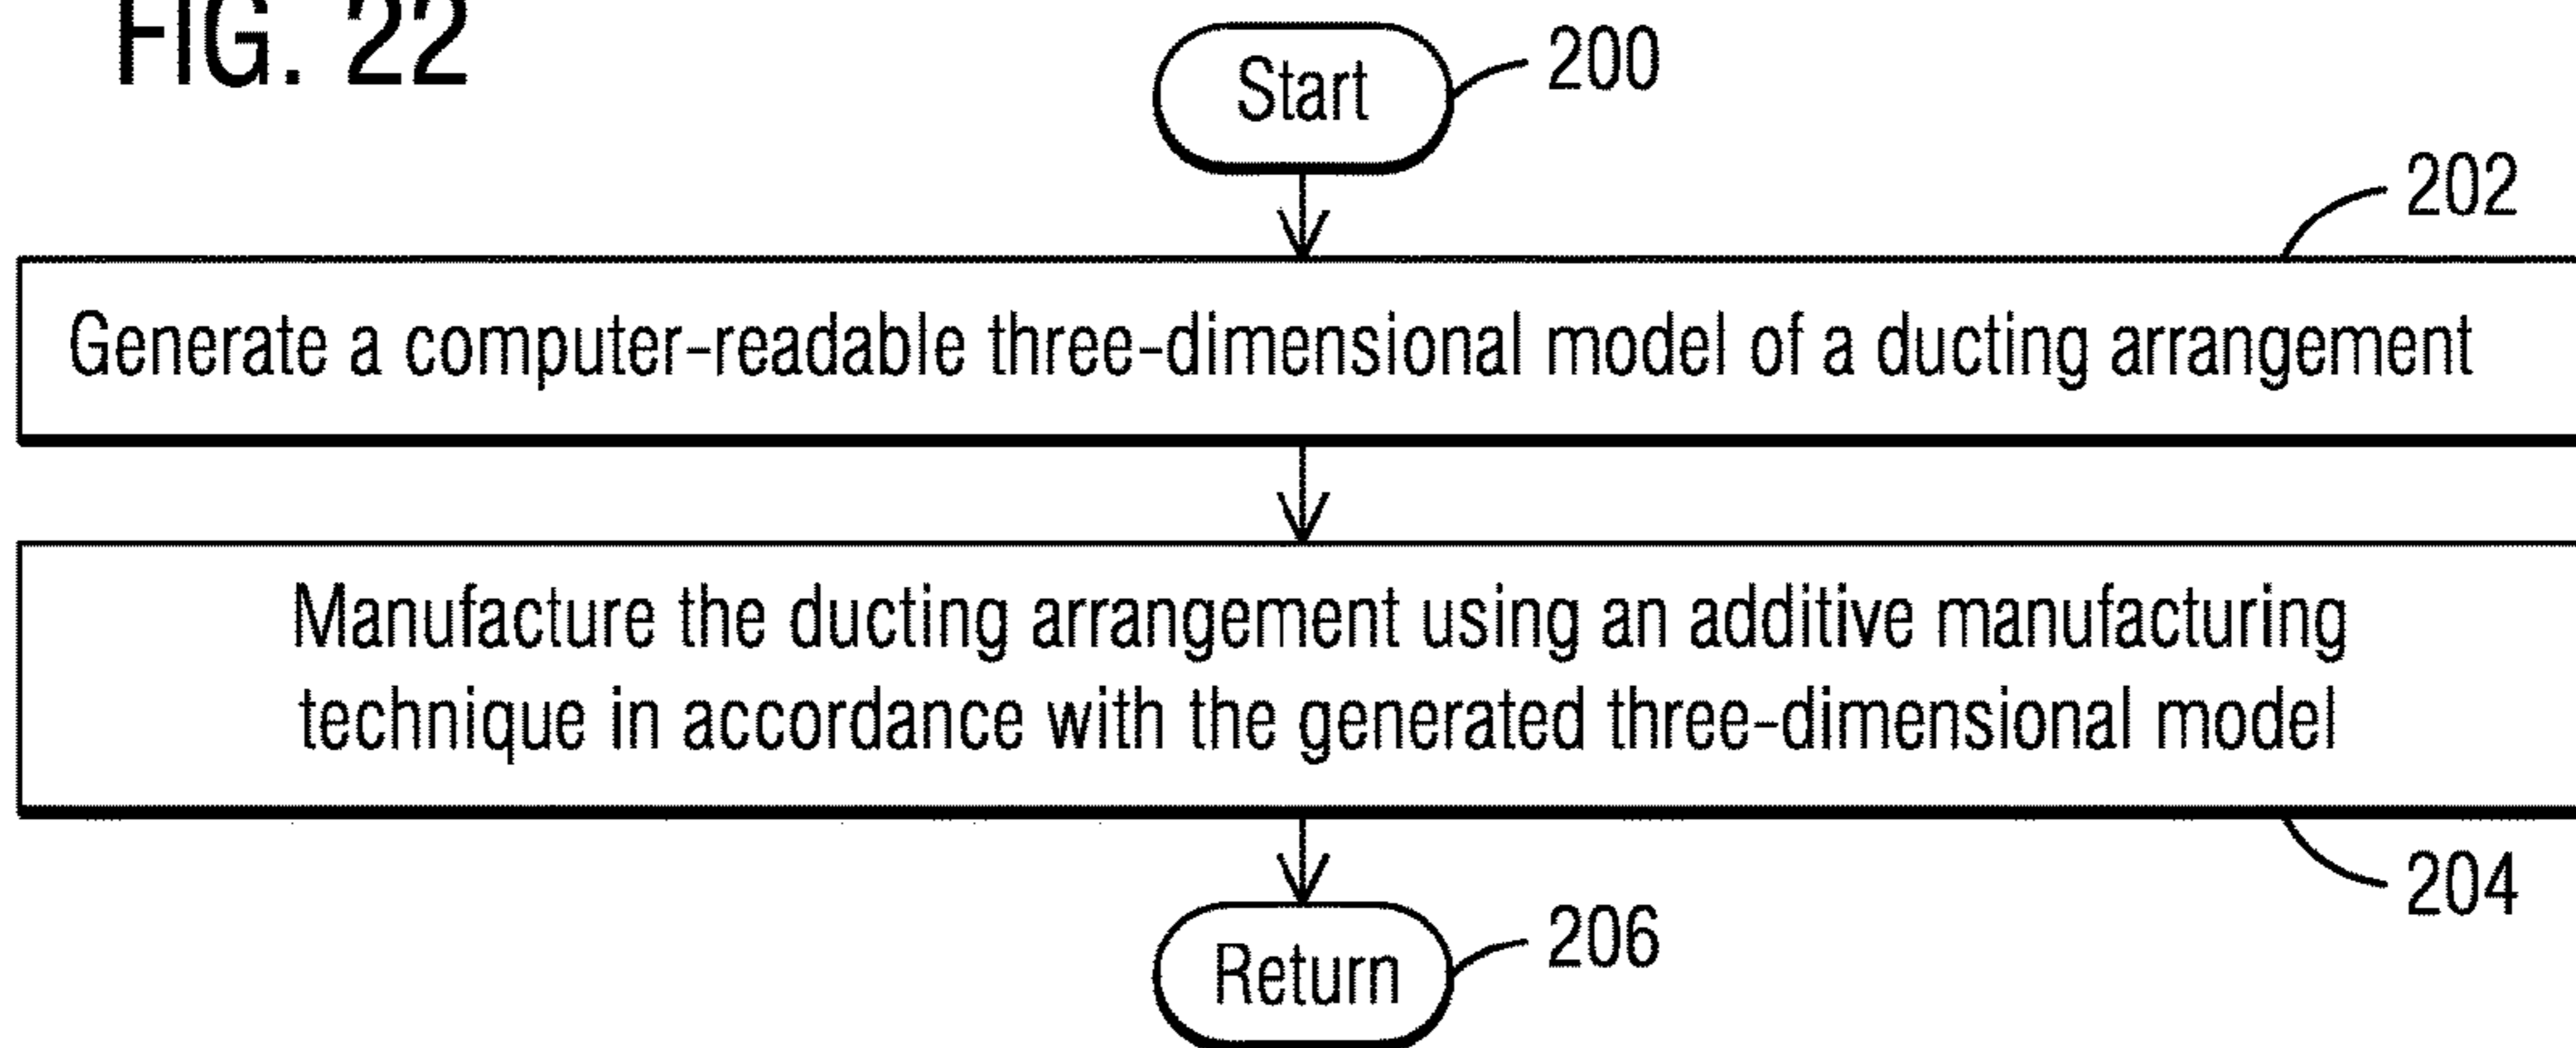 FIG. 22
Start
200
202
Generate a computer-readable three-dimensional model of a ducting arrangement
Manufacture the ducting arrangement using an additive manufacturing
technique in accordance with the generated three-dimensional model
204
Return
206